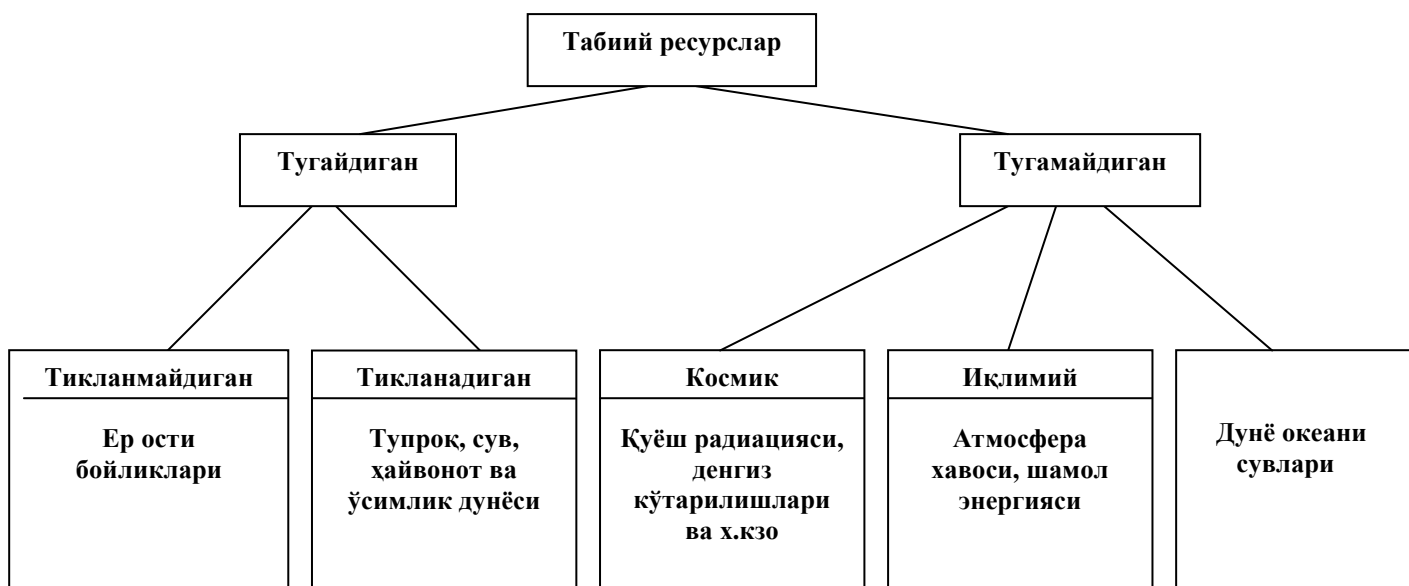 Табиий ресурслар
Тугайдиган
Тугамайдиган
Тикланмайдиган
Ер ости
бойликлари
Тикланадиган
Тупроқ, сув,
ҳайвонот ва
ўсимлик дунёси
Космик
Қуёш радиацияси,
денгиз
кўтарилишлари
ва х.кзо
Иқлимий
Атмосфера
хавоси, шамол
энергияси
Дунё океани
сувлари